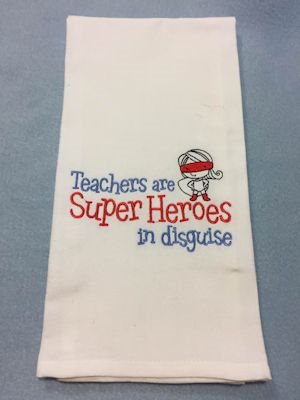 Teachers are
Super Heroes
in disguise